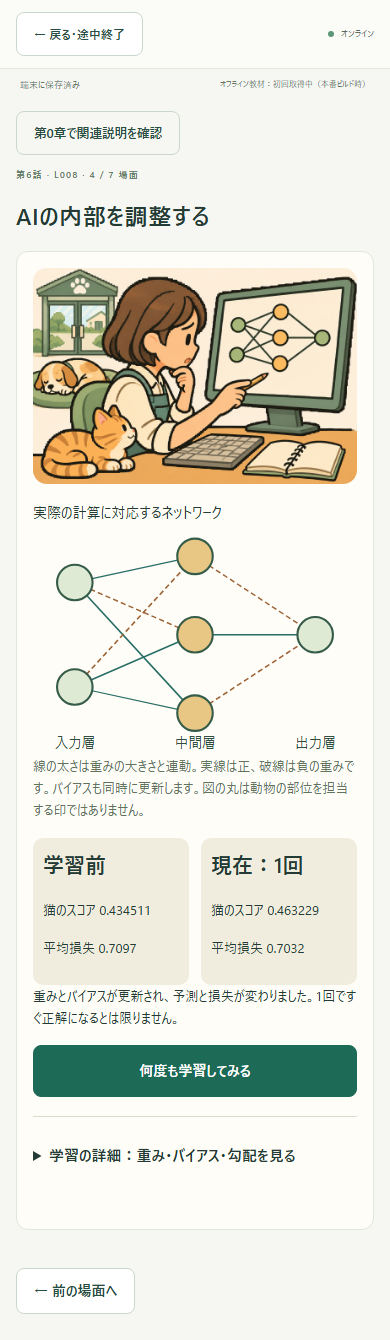 ← 戻る・途中終了
オンライン
端末に保存済み
オフライン教材：初回取得中（本番ビルド時）
第0章で関連説明を確認
第6話 · L008 · 4 / 7 場面
AIの内部を調整する
実際の計算に対応するネットワーク
入力層
中間層
出力層
線の太さは重みの大きさと連動。実線は正、破線は負の重みで
す。バイアスも同時に更新します。図の丸は動物の部位を担当
する印ではありません。
学習前
猫のスコア 0.434511
平均損失 0.7097
現在：1回
猫のスコア 0.463229
平均損失 0.7032
重みとバイアスが更新され、予測と損失が変わりました。1回です
ぐ正解になるとは限りません。
何度も学習してみる
▶ 学習の詳細：重み・バイアス・勾配を見る
← 前の場面へ